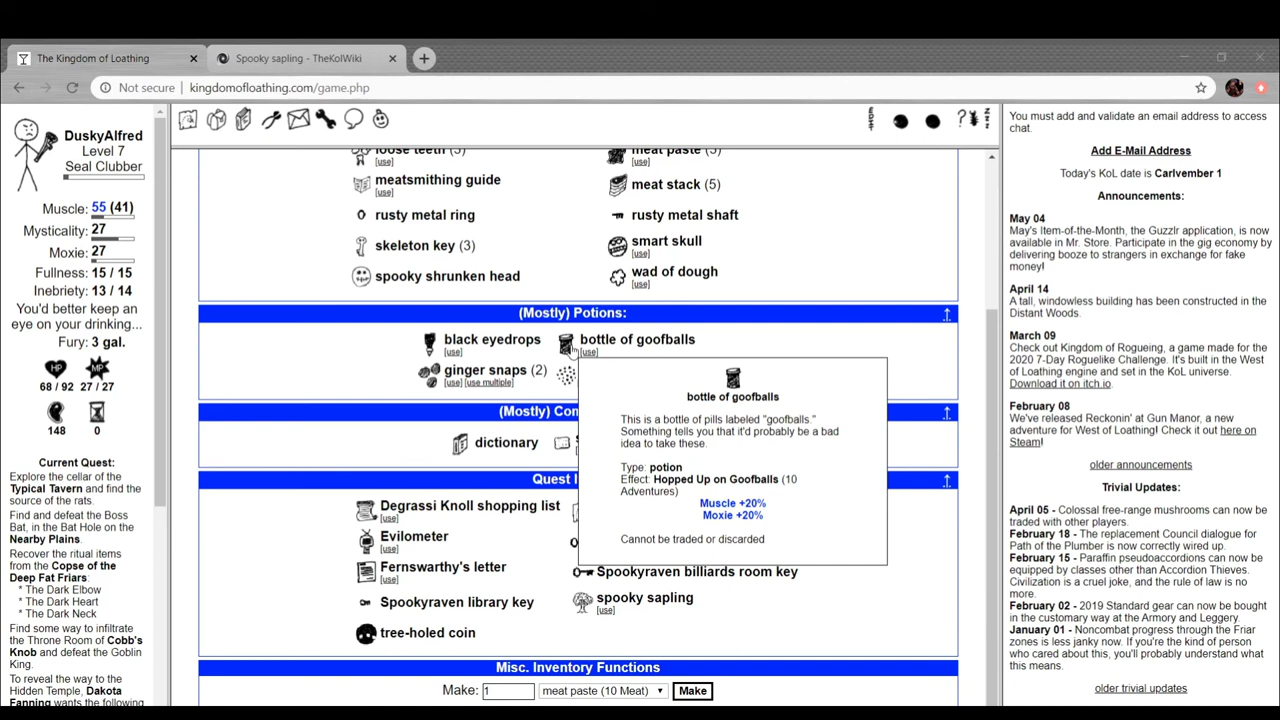 The Kingdom of Loathing
Spooky sapling - TheKolWiki
Not secure | kingdomofloathing.com/game.php
DuskyAlfred
Level 7
Seal Clubber
Muscle: 55 (41)
Mysticality: 27
Moxie: 27
Fullness: 15 / 15
Inebriety: 13 / 14
You'd better keep an
eye on your drinking...
Fury: 3 gal.
HP MP
68 / 92 27 / 27
148 0
Current Quest:
Explore the cellar of the
Typical Tavern and find the
source of the rats.
Find and defeat the Boss
Bat, in the Bat Hole on the
Nearby Plains.
Recover the ritual items
from the Copse of the
Deep Fat Friars:
* The Dark Elbow
* The Dark Heart
* The Dark Neck
Find some way to infiltrate
the Throne Room of Cobb's
Knob and defeat the Goblin
King.
To reveal the way to the
Hidden Temple, Dakota
Fanning wants the following
loose teeth (5) meat paste (5)
[use] [use]
meatsmithing guide meat stack (5)
[use]
rusty metal ring rusty metal shaft
skeleton key (3) smart skull
[use]
spooky shrunken head wad of dough
[use]
(Mostly) Potions:
black eyedrops bottle of goofballs
[use] [use]
ginger snaps (2)
[use] [use multiple]
bottle of goofballs
This is a bottle of pills labeled "goofballs."
Something tells you that it'd probably be a bad
idea to take these.
Type: potion
Effect: Hopped Up on Goofballs (10
Adventures)
Muscle +20%
Moxie +20%
Cannot be traded or discarded
(Mostly) Com
dictionary
Quest I
Degrassi Knoll shopping list
[use]
Evilometer
[use]
Fernswarthy's letter Spookyraven billiards room key
[use]
Spookyraven library key spooky sapling
[use]
tree-holed coin
Misc. Inventory Functions
Make: 1 meat paste (10 Meat) Make
You must add and validate an email address to access
chat.
Add E-Mail Address
Today's KoL date is Carlvember 1
Announcements:
May 04
May's Item-of-the-Month, the Guzzlr application, is now
available in Mr. Store. Participate in the gig economy by
delivering booze to strangers in exchange for fake
money!
April 14
A tall, windowless building has been constructed in the
Distant Woods.
March 09
Check out Kingdom of Rogueing, a game made for the
2020 7-Day Roguelike Challenge. It's built in the West
of Loathing engine and set in the KoL universe.
Download it on itch.io.
February 08
We've released Reckonin' at Gun Manor, a new
adventure for West of Loathing! Check it out here on
Steam!
older announcements
Trivial Updates:
April 05 - Colossal free-range mushrooms can now be
traded with other players.
February 18 - The replacement Council dialogue for
Path of the Plumber is now correctly wired up.
February 15 - Paraffin pseudoaccordions can now be
equipped by classes other than Accordion Thieves.
Civilization is a cruel joke, and the rule of law is no
more.
February 02 - 2019 Standard gear can now be bought
in the customary way at the Armory and Leggery.
January 01 - Noncombat progress through the Friar
zones is less janky now. If you're the kind of person
who cared about this, you'll probably understand what
this means.
older trivial updates